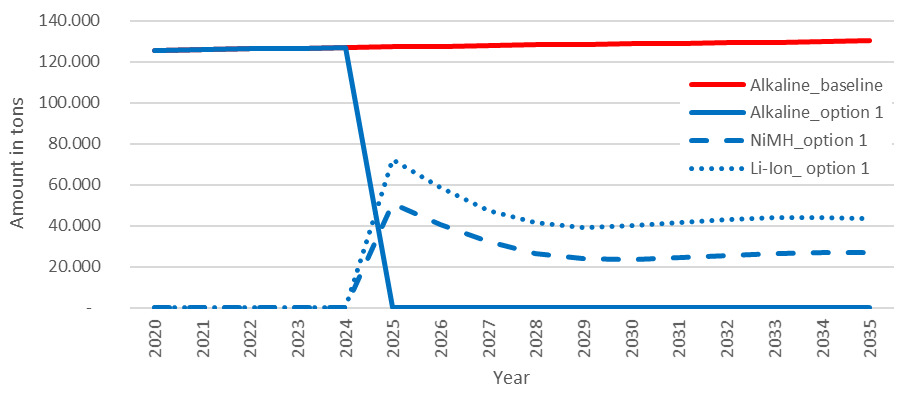 140.000
120.000
100.000
80.000
60.000
40.000
20.000
-
Amount in tons
Alkaline_baseline
Alkaline_option 1
NiMH_option 1
Li-Ion_ option 1
2020 2021 2022 2023 2024 2025 2026 2027 2028 2029 2030 2031 2032 2033 2034 2035
Year